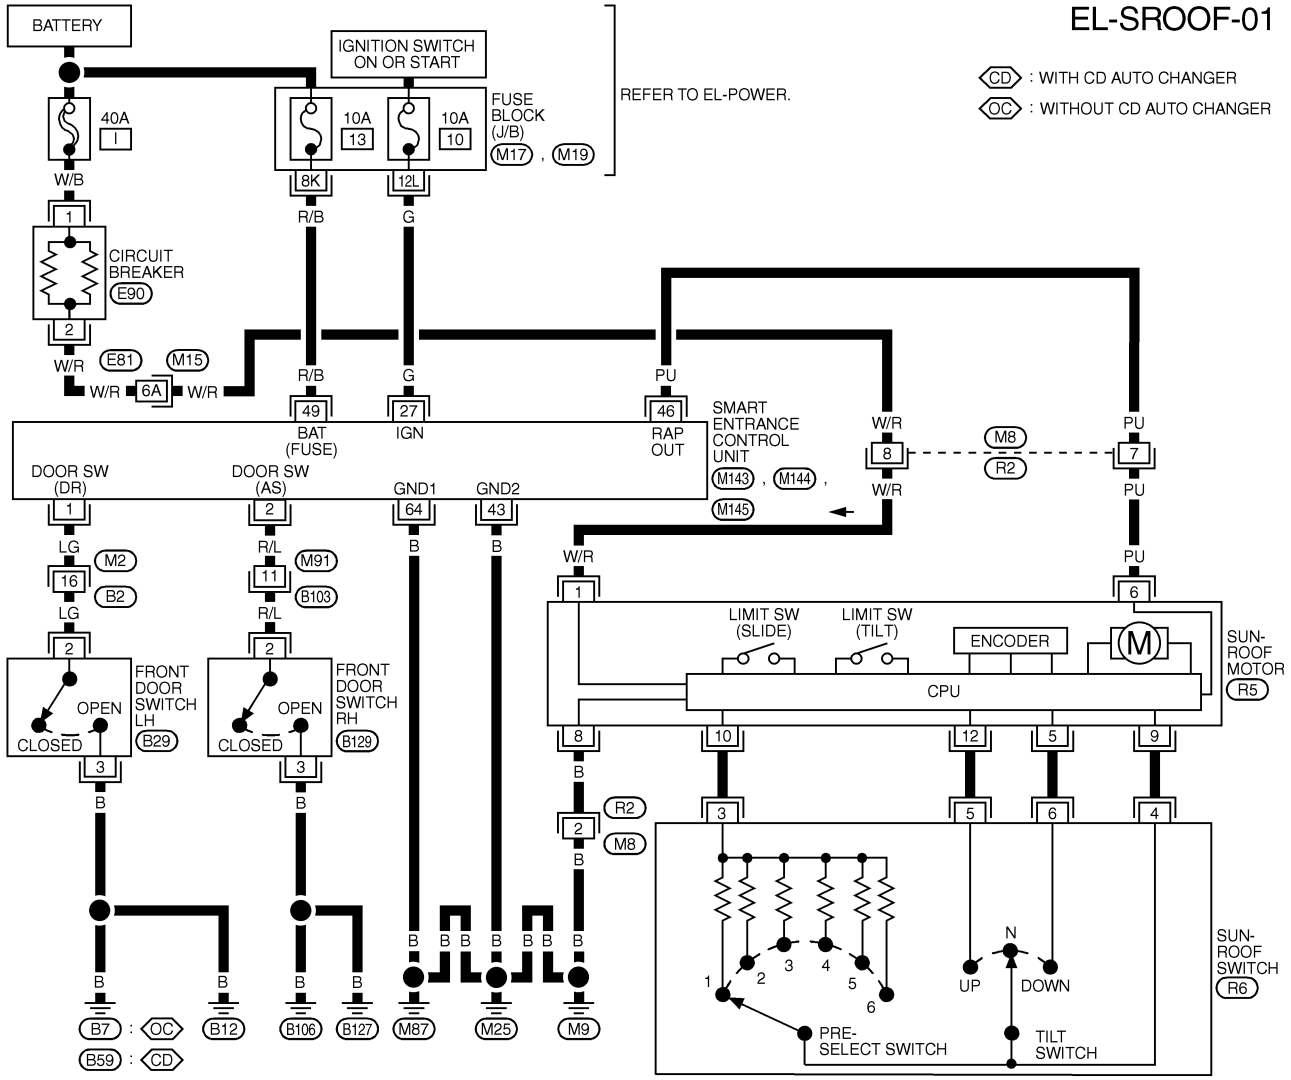 EL-SROOF-01
BATTERY
IGNITION SWITCH
ON OR START
CD : WITH CD AUTO CHANGER
OC : WITHOUT CD AUTO CHANGER
REFER TO EL-POWER.
40A
I
10A
13
10A
10
FUSE
BLOCK
(J/B)
M17 , M19
8K
12L
W/B
R/B
G
1
CIRCUIT
BREAKER
E90
2
W/R
E81
M15
W/R
6A
W/R
R/B
G
PU
49
27
46
BAT
(FUSE)
IGN
RAP
OUT
SMART
ENTRANCE
CONTROL
UNIT
M143 , M144 ,
M145
W/R
8
W/R
M8
R2
PU
7
PU
DOOR SW
(DR)
DOOR SW
(AS)
GND1
GND2
1
2
64
43
LG
R/L
B
B
W/R
PU
M2
16
B2
LG
M91
11
B103
R/L
2
2
1
6
FRONT
DOOR
SWITCH
LH
B29
OPEN
CLOSED
FRONT
DOOR
SWITCH
RH
B129
OPEN
CLOSED
LIMIT SW
(SLIDE)
LIMIT SW
(TILT)
ENCODER
M
CPU
SUN-
ROOF
MOTOR
R5
3
3
8
10
12
5
9
B
B
B
R2
2
M8
B
3
5
6
4
1
2
3
4
5
6
N
UP
DOWN
PRE-
SELECT SWITCH
TILT
SWITCH
SUN-
ROOF
SWITCH
R6
B
B
B
B
B
B
B
B
B
B
B
B7 : OC
B59 : CD
B12
B106
B127
M87
M25
M9